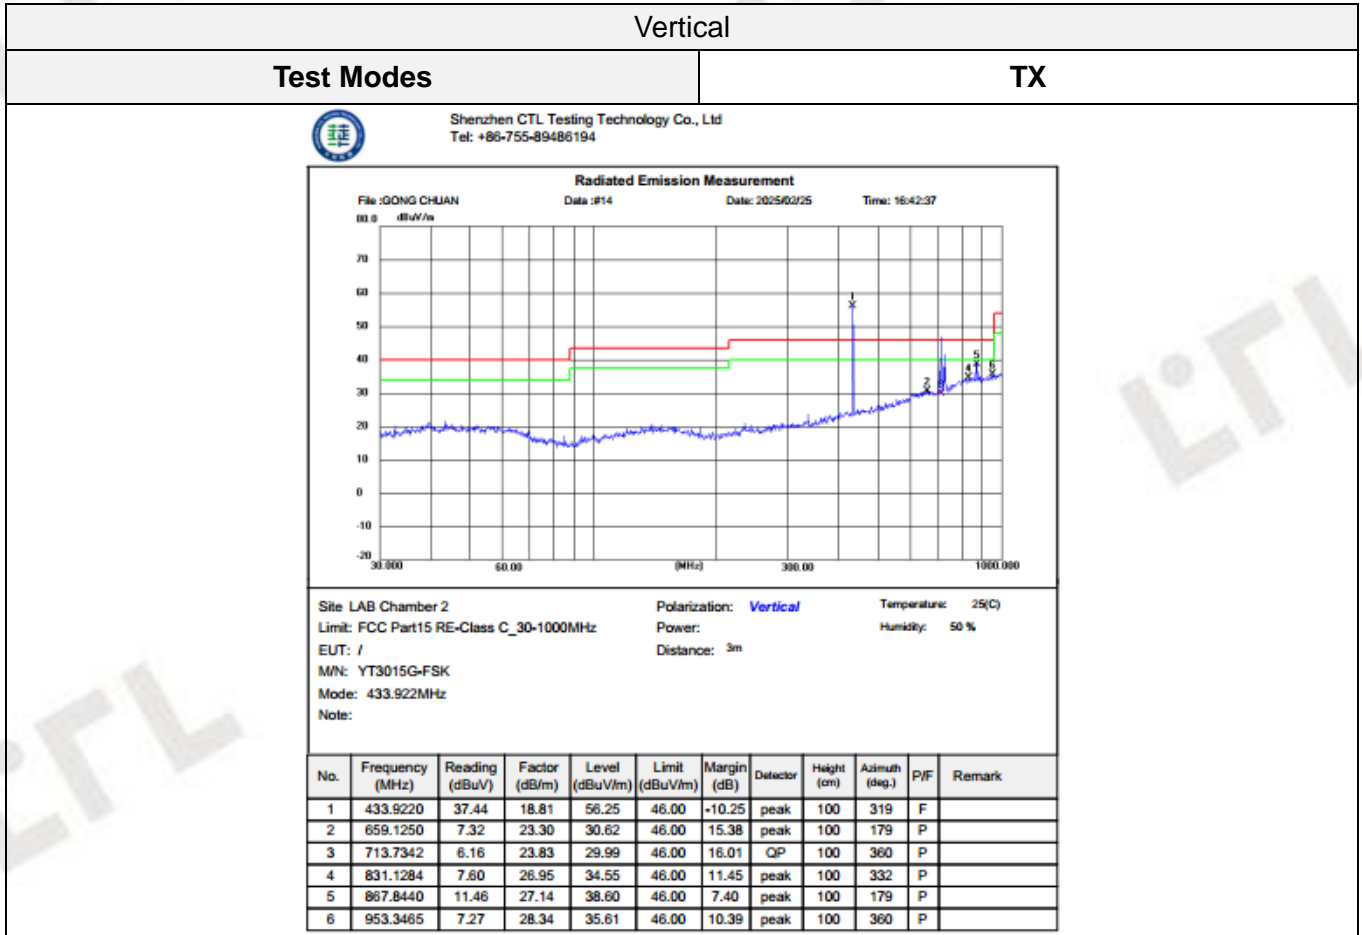 Vertical
Test Modes TX
Shenzhen CTL Testing Technology Co., Ltd
Tel: +86-755-89486194
Radiated Emission Measurement
File :GONG CHUAN Data :#14 Date: 2025/02/25 Time: 16:42:37
80.0 dBuV/m
70
60
50
40
30
20
10
0
-10
-20
1
2
4
5
6
30.000 60.00 (MHz) 300.00 1000.000
Site LAB Chamber 2 Polarization: Vertical Temperature: 25(C)
Limit: FCC Part15 RE-Class C_30-1000MHz Power: Humidity: 50 %
EUT: / Distance: 3m
M/N: YT3015G-FSK
Mode: 433.922MHz
Note:
No. Frequency (MHz) Reading (dBuV) Factor (dB/m) Level (dBuV/m) Limit (dBuV/m) Margin (dB) Detector Height (cm) Azimuth (deg.) P/F Remark
1 433.9220 37.44 18.81 56.25 46.00 -10.25 peak 100 319 F
2 659.1250 7.32 23.30 30.62 46.00 15.38 peak 100 179 P
3 713.7342 6.16 23.83 29.99 46.00 16.01 QP 100 360 P
4 831.1284 7.60 26.95 34.55 46.00 11.45 peak 100 332 P
5 867.8440 11.46 27.14 38.60 46.00 7.40 peak 100 179 P
6 953.3465 7.27 28.34 35.61 46.00 10.39 peak 100 360 P